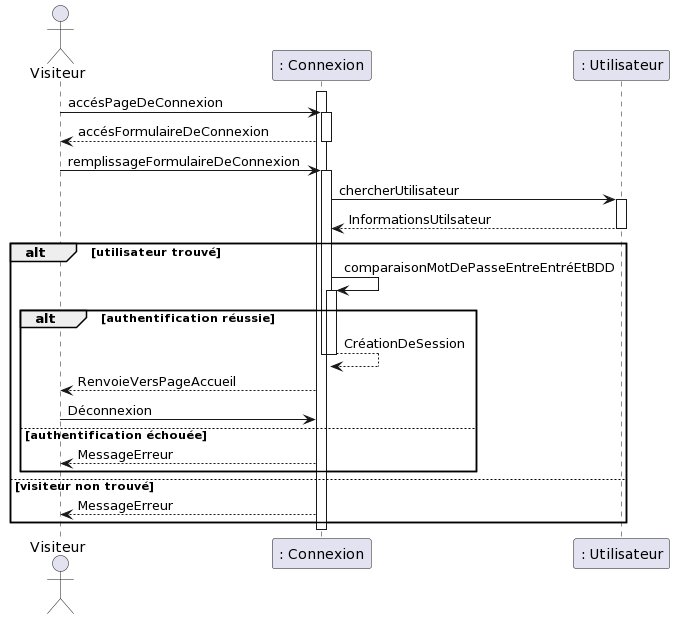 Visiteur
: Connexion
: Utilisateur
accésPageDeConnexion
accésFormulaireDeConnexion
remplissageFormulaireDeConnexion
chercherUtilisateur
InformationsUtilsateur
alt [utilisateur trouvé]
comparaisonMotDePasseEntreEntréEtBDD
alt [authentification réussie]
CréationDeSession
RenvoieVersPageAccueil
Déconnexion
[authentification échouée]
MessageErreur
[visiteur non trouvé]
MessageErreur
Visiteur
: Connexion
: Utilisateur